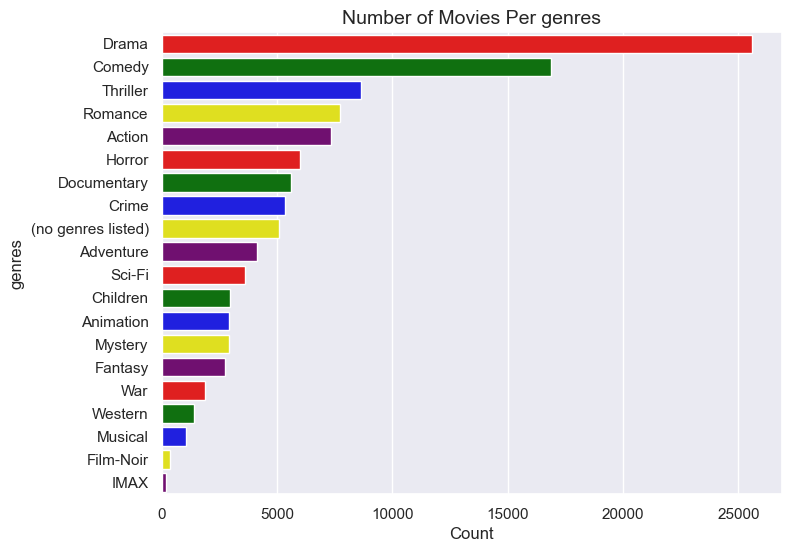 Number of Movies Per genres
Drama
Comedy
Thriller
Romance
Action
Horror
Documentary
Crime
(no genres listed)
Adventure
Sci-Fi
Children
Animation
Mystery
Fantasy
War
Western
Musical
Film-Noir
IMAX
genres
0 5000 10000 15000 20000 25000
Count